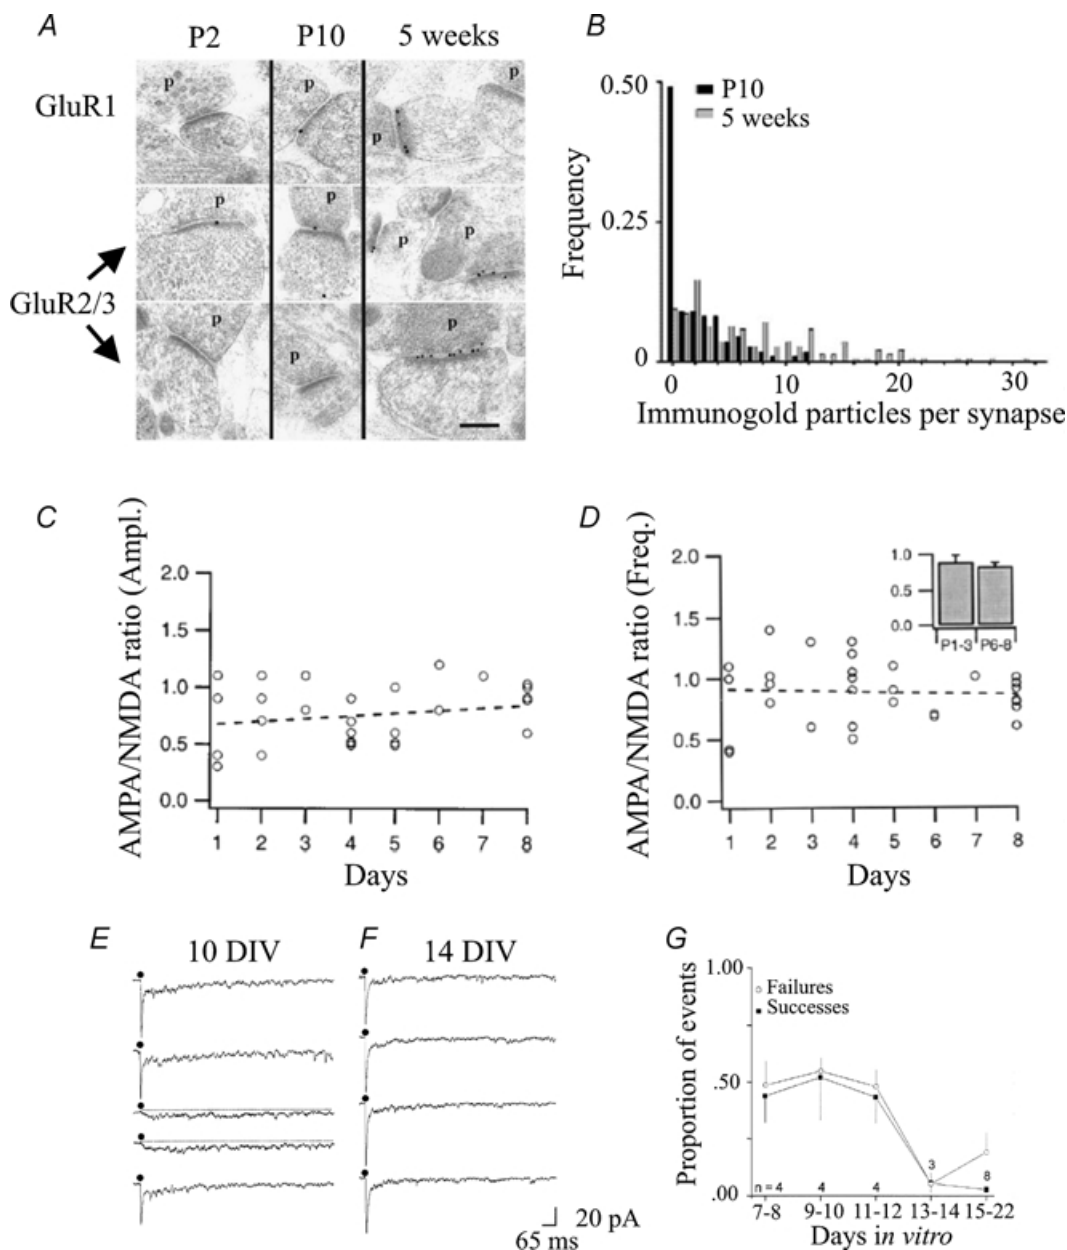 A
P2 P10 5 weeks
GluR1
p p p p
p p p p
GluR2/3
p p p
B
0.50
0.25
0
Frequency
P10
5 weeks
0 10 20 30
Immunogold particles per synapse
C
AMPA/NMDA ratio (Ampl.)
2.0
1.5
1.0
0.5
0.0
1 2 3 4 5 6 7 8
Days
D
AMPA/NMDA ratio (Freq.)
2.0
1.5
1.0
0.5
0.0
1.0
0.5
0.0
P1-3 P6-8
1 2 3 4 5 6 7 8
Days
E
10 DIV
F
14 DIV
20 pA
65 ms
G
Proportion of events
1.00
.50
.00
Failures
Successes
n = 4 4 4 3 8
7-8 9-10 11-12 13-14 15-22
Days in vitro